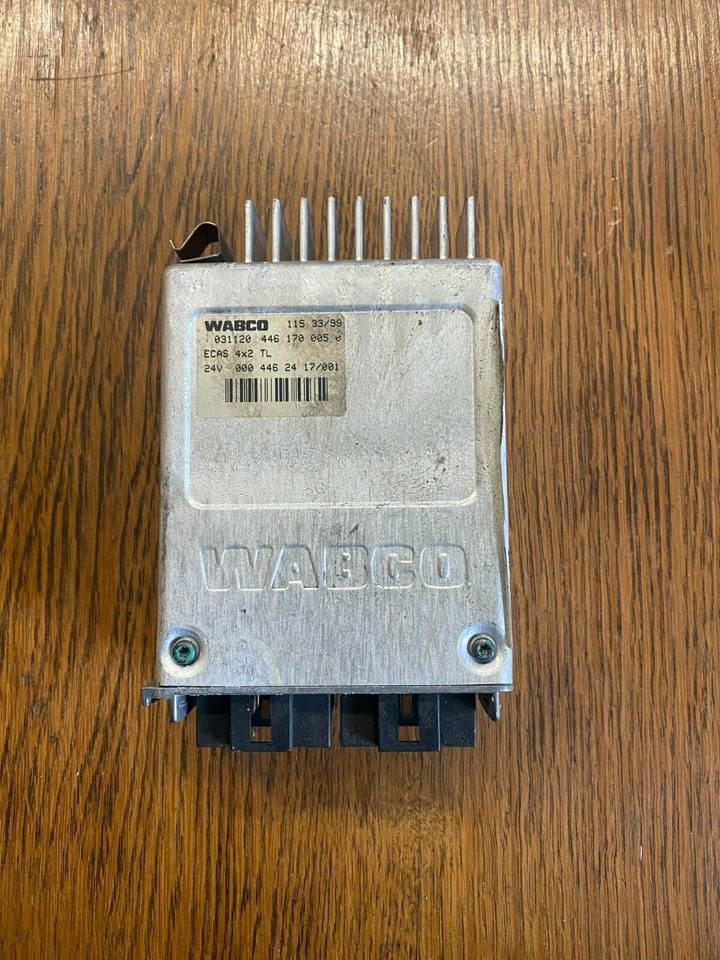 WABCO 115 33/99
031120 446 170 005 0
ECAS 4x2 TL
24V 000 446 24 17/001
WABCO